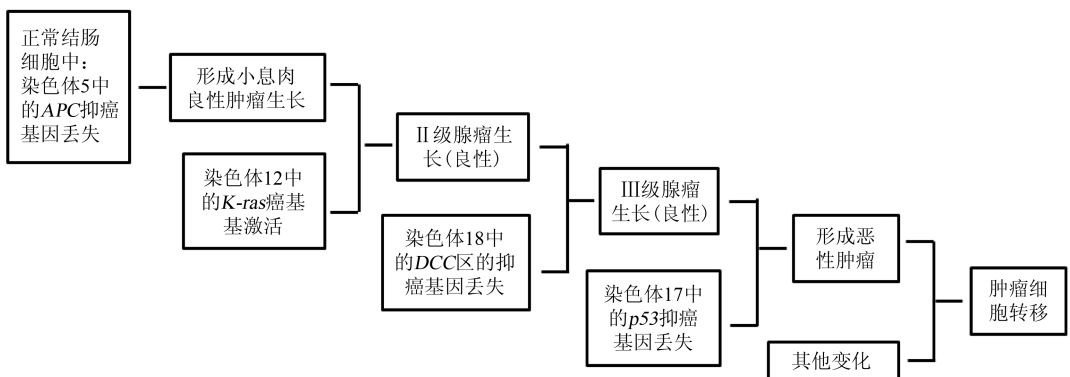 正常结肠
细胞中：
染色体5中
的APC抑癌
基因丢失
形成小息肉
良性肿瘤生长
染色体12中
的K-ras癌基
基激活
Ⅱ级腺瘤生
长(良性)
染色体18中
的DCC区的抑
癌基因丢失
Ⅲ级腺瘤
生长(良性)
染色体17中
的p53抑癌
基因丢失
形成恶
性肿瘤
其他变化
肿瘤细
胞转移